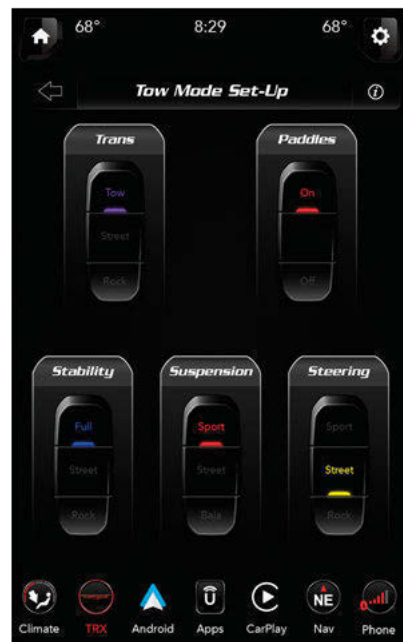 68° 8:29 68°
Tow Mode Set-Up i
Trans Paddles
Tow On
Street
Rock Off
Stability Suspension Steering
Full Sport Sport
Street Street Street
Rock Baja Rock
U NE
Climate TRX Android Apps CarPlay Nav Phone